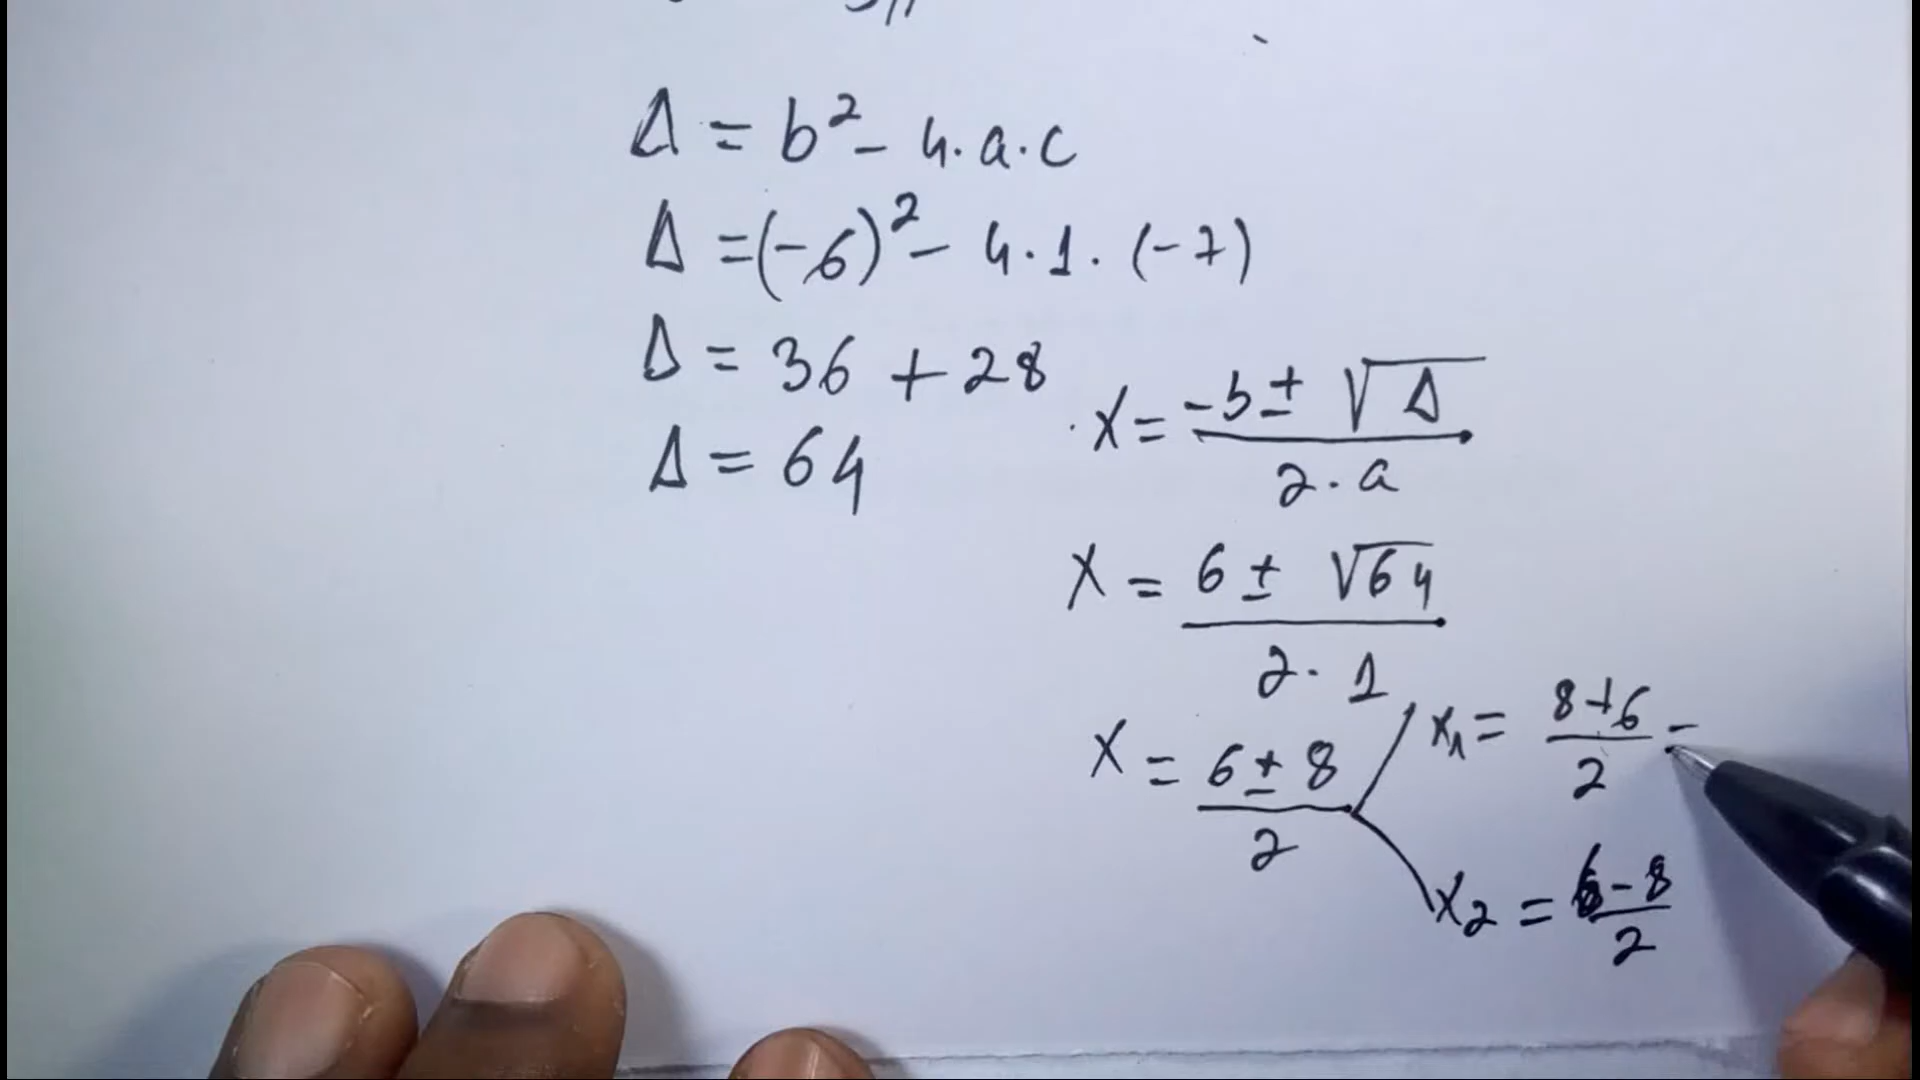 Δ = b² - 4·a·c
Δ = (-6)² - 4·1·(-7)
Δ = 36 + 28
Δ = 64
x = (-b ± √Δ)/(2·a)
x = (6 ± √64)/(2·1)
x = (6 ± 8)/2
x₁ = (8+6)/2 =
x₂ = (6-8)/2